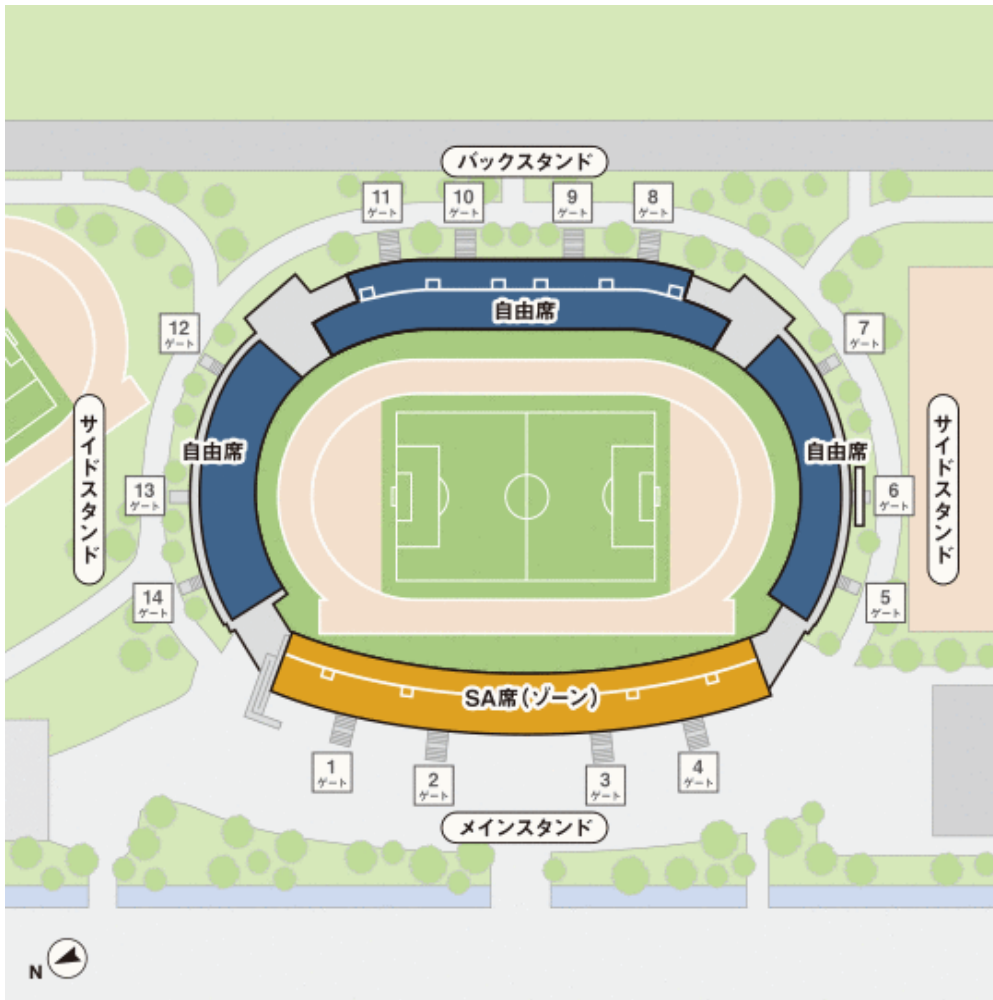 バックスタンド
11
ゲート
10
ゲート
9
ゲート
8
ゲート
自由席
12
ゲート
7
ゲート
サイドスタンド
自由席
自由席
サイドスタンド
13
ゲート
6
ゲート
14
ゲート
5
ゲート
SA席(ゾーン)
1
ゲート
2
ゲート
3
ゲート
4
ゲート
メインスタンド
N